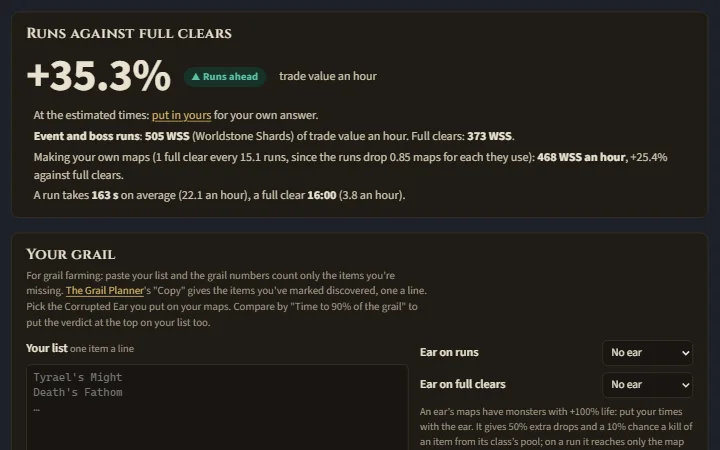 Runs against full clears
+35.3% ▲ Runs ahead trade value an hour
At the estimated times: put in yours for your own answer.
Event and boss runs: 505 WSS (Worldstone Shards) of trade value an hour. Full clears: 373 WSS.
Making your own maps (1 full clear every 15.1 runs, since the runs drop 0.85 maps for each they use): 468 WSS an hour, +25.4%
against full clears.
A run takes 163 s on average (22.1 an hour), a full clear 16:00 (3.8 an hour).
Your grail
For grail farming: paste your list and the grail numbers count only the items you're
missing. The Grail Planner's "Copy" gives the items you've marked discovered, one a line.
Pick the Corrupted Ear you put on your maps. Compare by "Time to 90% of the grail" to
put the verdict at the top on your list too.
Your list one item a line
Tyrael's Might
Death's Fathom
…
Ear on runs No ear
Ear on full clears No ear
An ear's maps have monsters with +100% life: put your times
with the ear. It gives 50% extra drops and a 10% chance a kill of
an item from its class's pool; on a run it reaches only the map